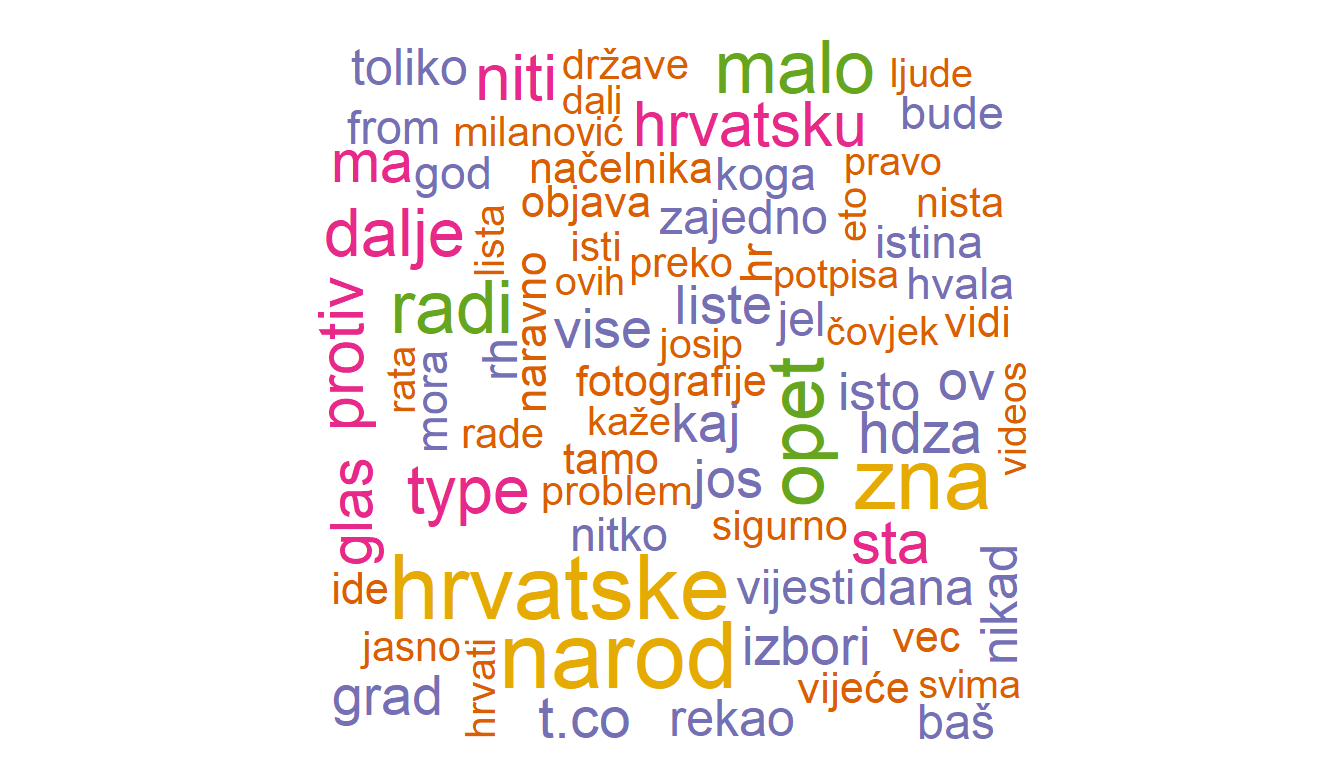 toliko
niti
države
malo
ljude
dali
bude
from
milanović
hrvatsku
ma
god
načelnika
koga
pravo
objava
zajedno
eto
nista
dalje
lista
isti
istina
preko
hr
potpisa
ovih
hvala
naravno
radi
liste
jel
vise
čovjek
vidi
protiv
rh
josip
rata
mora
fotografije
isto
ov
opet
videos
kaže
kaj
hdza
rade
tamo
zna
glas
type
problem
jos
nitko
sigurno
sta
ide
hrvatske
vijesti
dana
nikad
jasno
hrvati
narod
izbori
vec
grad
vijeće
svima
t.co
rekao
baš